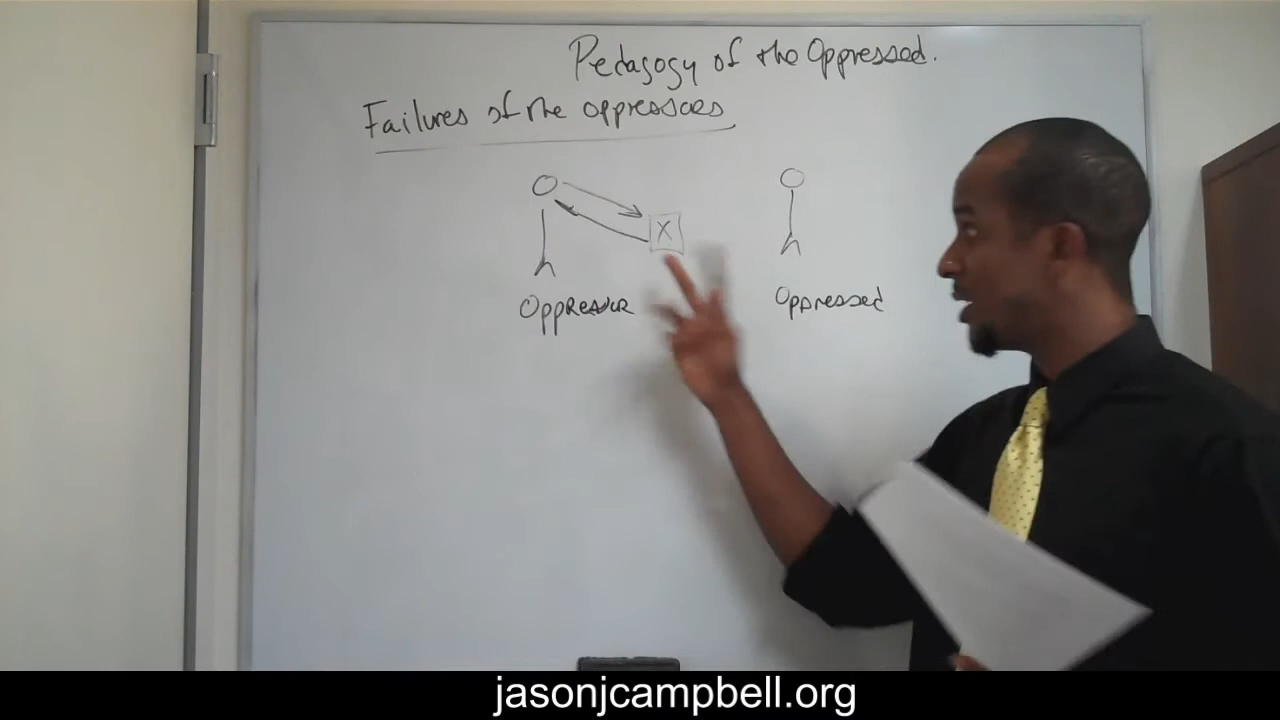 Pedagogy of the Oppressed.
Failures of the oppressors
X
Oppressor Oppressed
jasonjcampbell.org